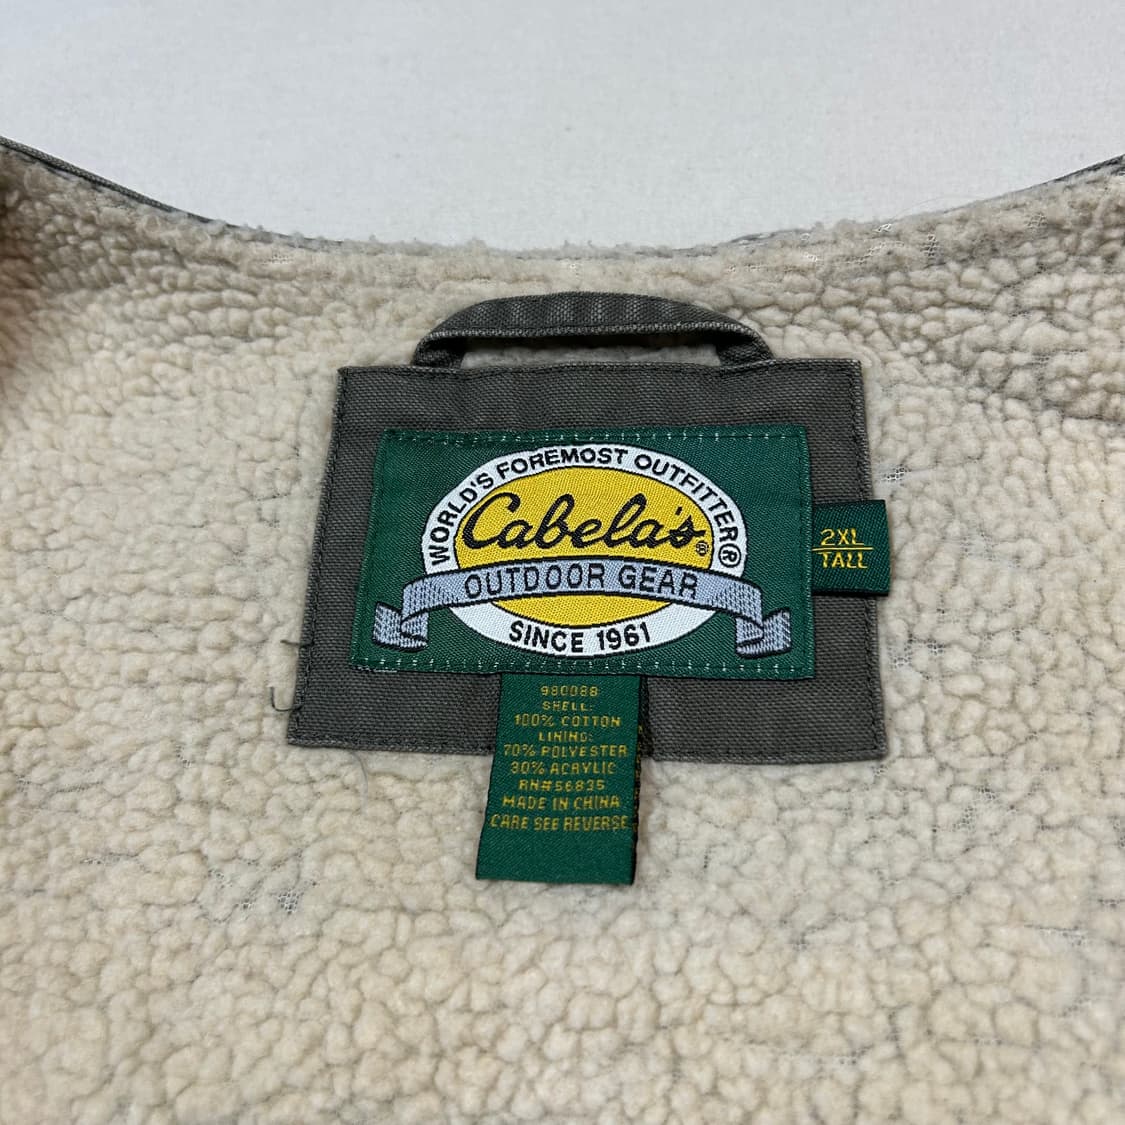 WORLD'S FOREMOST OUTFITTER®
Cabela's®
OUTDOOR GEAR
SINCE 1961
2XL
TALL
980088
SHELL:
100% COTTON
LINING:
70% POLYESTER
30% ACRYLIC
RN#56835
MADE IN CHINA
CARE SEE REVERSE